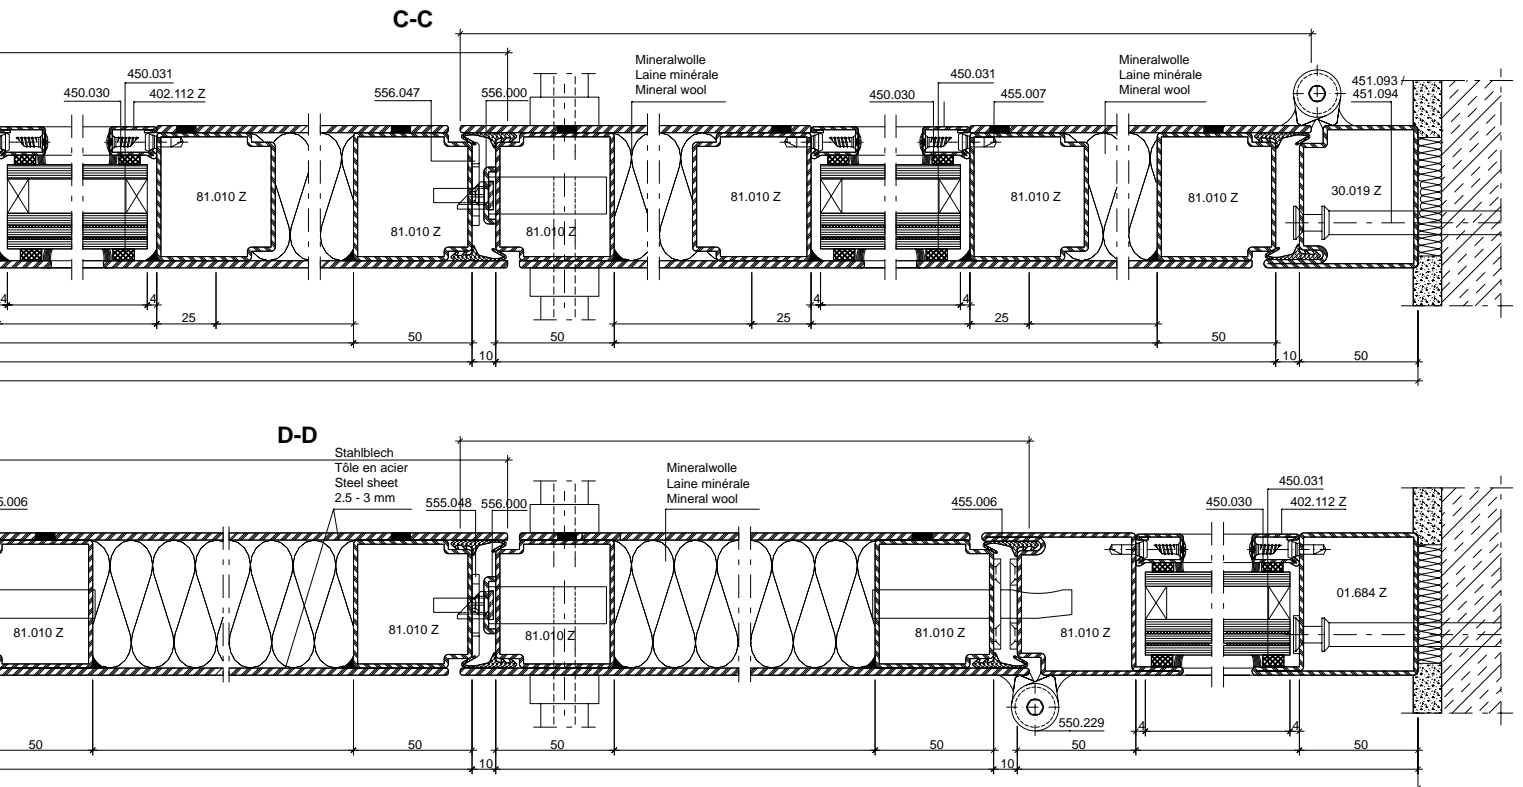 C-C
Mineralwolle
Laine minérale
Mineral wool
Mineralwolle
Laine minérale
Mineral wool
450.031
450.030
402.112 Z
556.047
556.000
450.031
450.030
455.007
451.093
451.094
81.010 Z
81.010 Z
81.010 Z
81.010 Z
81.010 Z
81.010 Z
30.019 Z
4
4
4
4
25
25
25
50
50
50
10
10
50
D-D
Stahlblech
Tôle en acier
Steel sheet
2.5 - 3 mm
Mineralwolle
Laine minérale
Mineral wool
5.006
555.048
556.000
455.006
450.031
450.030
402.112 Z
81.010 Z
81.010 Z
81.010 Z
81.010 Z
81.010 Z
01.684 Z
550.229
4
4
50
50
50
50
50
50
10
10